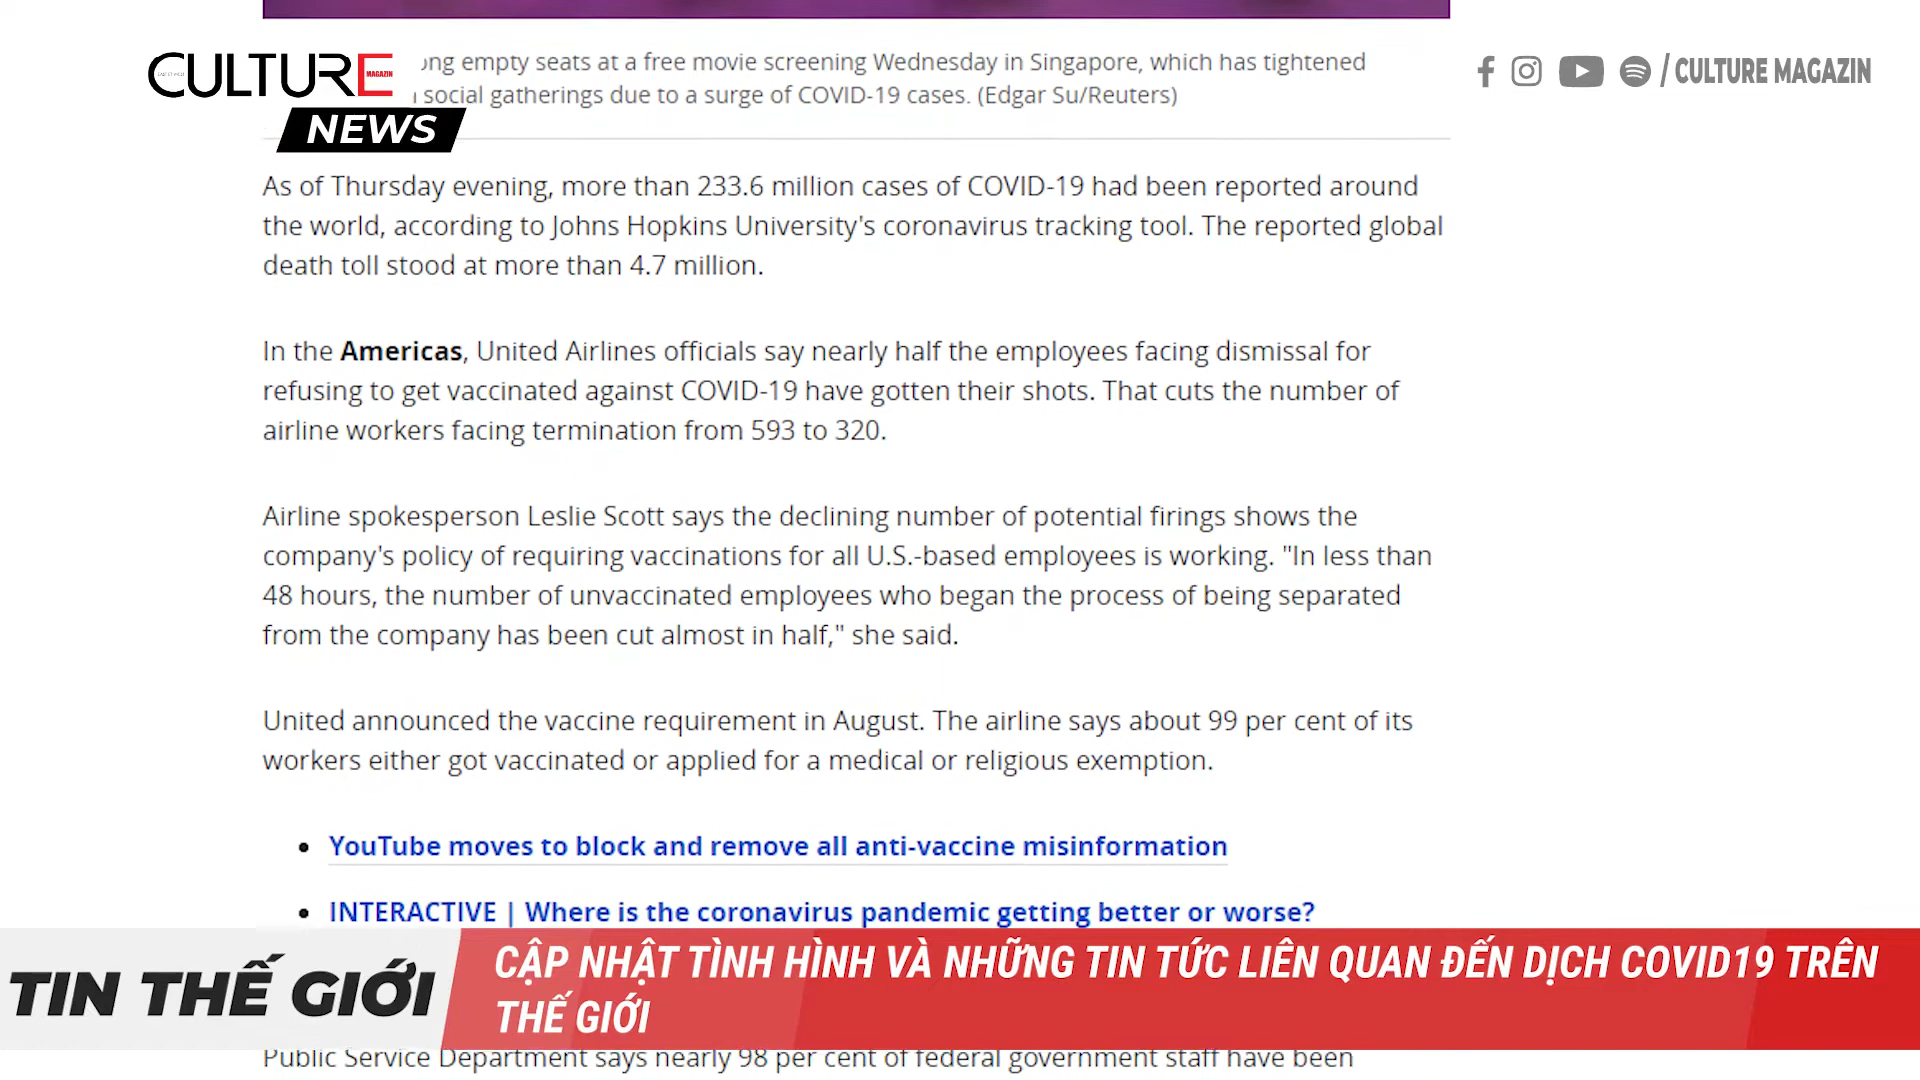 CULTURE
MAGAZIN
NEWS
empty seats at a free movie screening Wednesday in Singapore, which has tightened
social gatherings due to a surge of COVID-19 cases. (Edgar Su/Reuters)
/ CULTURE MAGAZIN
As of Thursday evening, more than 233.6 million cases of COVID-19 had been reported around
the world, according to Johns Hopkins University's coronavirus tracking tool. The reported global
death toll stood at more than 4.7 million.
In the Americas, United Airlines officials say nearly half the employees facing dismissal for
refusing to get vaccinated against COVID-19 have gotten their shots. That cuts the number of
airline workers facing termination from 593 to 320.
Airline spokesperson Leslie Scott says the declining number of potential firings shows the
company's policy of requiring vaccinations for all U.S.-based employees is working. "In less than
48 hours, the number of unvaccinated employees who began the process of being separated
from the company has been cut almost in half," she said.
United announced the vaccine requirement in August. The airline says about 99 per cent of its
workers either got vaccinated or applied for a medical or religious exemption.
• YouTube moves to block and remove all anti-vaccine misinformation
• INTERACTIVE | Where is the coronavirus pandemic getting better or worse?
TIN THẾ GIỚI
CẬP NHẬT TÌNH HÌNH VÀ NHỮNG TIN TỨC LIÊN QUAN ĐẾN DỊCH COVID19 TRÊN
THẾ GIỚI
Public Service Department says nearly 98 per cent of federal government staff have been